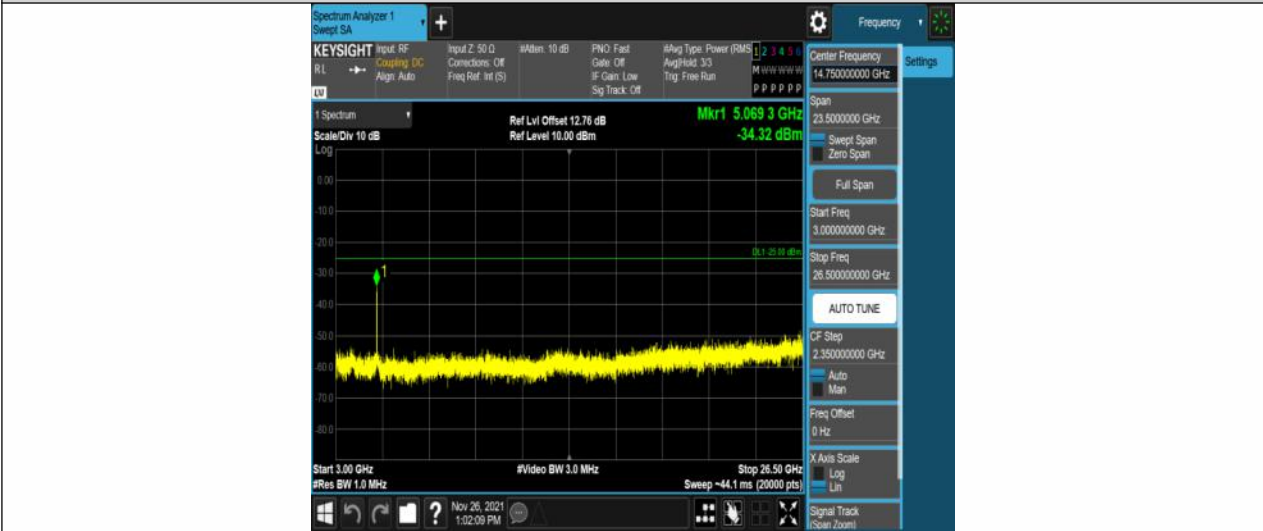 Spectrum Analyzer 1
Swept SA
+
Frequency
KEYSIGHT
Input: RF
Coupling: DC
Align: Auto
Input Z: 50 Ω
Corrections: Off
Freq Ref: Int (S)
#Atten: 10 dB
PNO: Fast
Gate: Off
IF Gain: Low
Sig Track: Off
#Avg Type: Power (RMS
Avg|Hold: 3/3
Trig: Free Run
1 2 3 4 5 6
M W W W W W
P P P P P P
RL
LV
1 Spectrum
Scale/Div 10 dB
Log
Ref Lvl Offset 12.76 dB
Ref Level 10.00 dBm
Mkr1 5.069 3 GHz
-34.32 dBm
0.00
-10.0
-20.0
DL1 -25.00 dBm
-30.0
1
-40.0
-50.0
-60.0
-70.0
-80.0
Start 3.00 GHz
#Res BW 1.0 MHz
#Video BW 3.0 MHz
Stop 26.50 GHz
Sweep ~44.1 ms (20000 pts)
?
Nov 26, 2021
1:02:09 PM
Center Frequency
14.750000000 GHz
Settings
Span
23.5000000 GHz
Swept Span
Zero Span
Full Span
Start Freq
3.000000000 GHz
Stop Freq
26.500000000 GHz
AUTO TUNE
CF Step
2.350000000 GHz
Auto
Man
Freq Offset
0 Hz
X Axis Scale
Log
Lin
Signal Track
(Span Zoom)